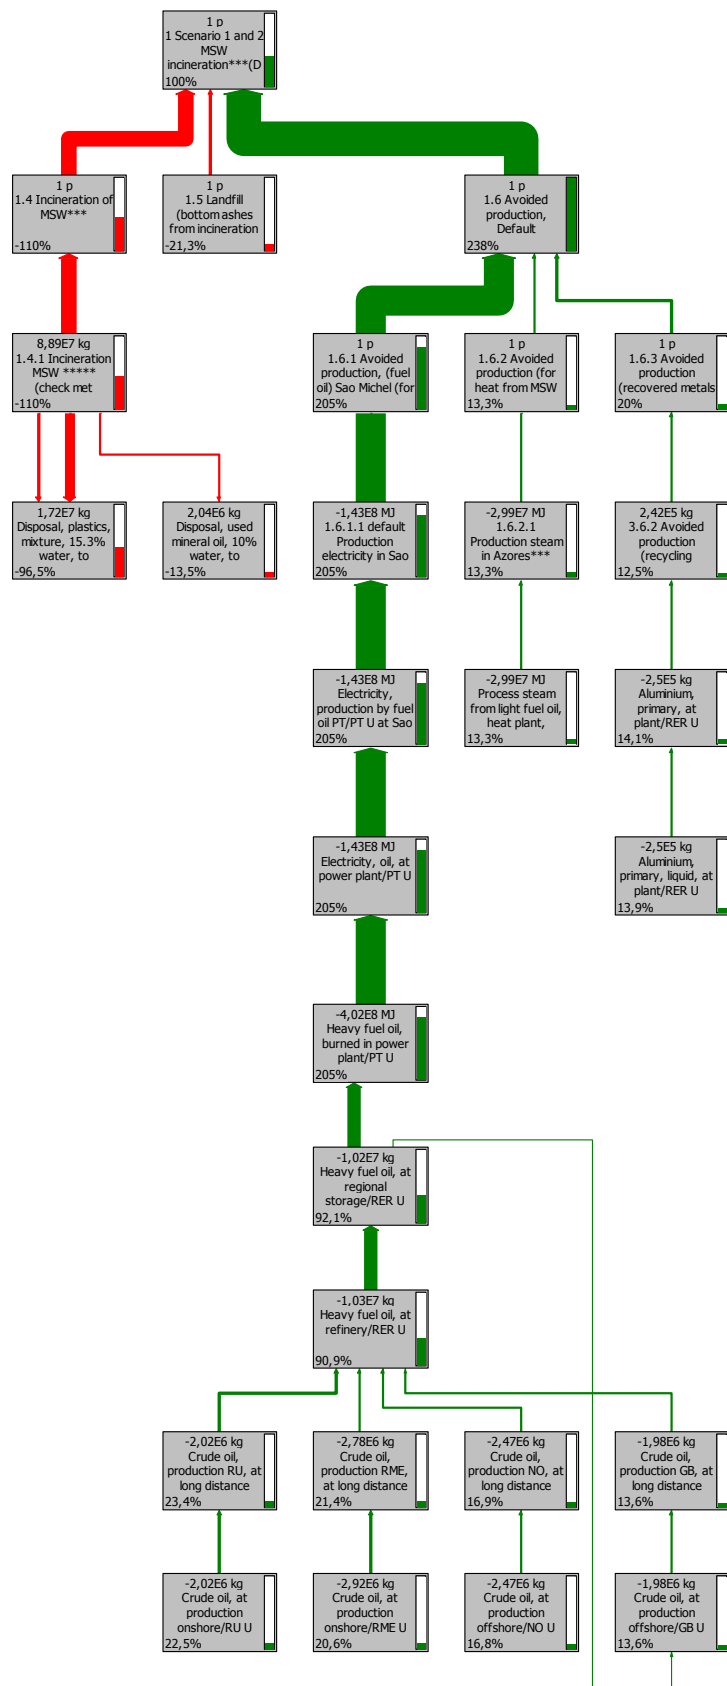 1 p
1 Scenario 1 and 2
MSW
incineration***(D
100%
1 p
1.4 Incineration of
MSW***
-110%
1 p
1.5 Landfill
(bottom ashes
from incineration
-21,3%
1 p
1.6 Avoided
production,
Default
238%
8,89E7 kg
1.4.1 Incineration
MSW *****
(check met
-110%
1 p
1.6.1 Avoided
production, (fuel
oil) Sao Michel (for
205%
1 p
1.6.2 Avoided
production (for
heat from MSW
13,3%
1 p
1.6.3 Avoided
production
(recovered metals
20%
1,72E7 kg
Disposal, plastics,
mixture, 15.3%
water, to
-96,5%
2,04E6 kg
Disposal, used
mineral oil, 10%
water, to
-13,5%
-1,43E8 MJ
1.6.1.1 default
Production
electricity in Sao
205%
-2,99E7 MJ
1.6.2.1
Production steam
in Azores***
13,3%
2,42E5 kg
3.6.2 Avoided
production
(recycling
12,5%
-1,43E8 MJ
Electricity,
production by fuel
oil PT/PT U at Sao
205%
-2,99E7 MJ
Process steam
from light fuel oil,
heat plant,
13,3%
-2,5E5 kg
Aluminium,
primary, at
plant/RER U
14,1%
-1,43E8 MJ
Electricity, oil, at
power plant/PT U
205%
-2,5E5 kg
Aluminium,
primary, liquid, at
plant/RER U
13,9%
-4,02E8 MJ
Heavy fuel oil,
burned in power
plant/PT U
205%
-1,02E7 kg
Heavy fuel oil, at
regional
storage/RER U
92,1%
-1,03E7 kg
Heavy fuel oil, at
refinery/RER U
90,9%
-2,02E6 kg
Crude oil,
production RU, at
long distance
23,4%
-2,78E6 kg
Crude oil,
production RME,
at long distance
21,4%
-2,47E6 kg
Crude oil,
production NO, at
long distance
16,9%
-1,98E6 kg
Crude oil,
production GB, at
long distance
13,6%
-2,02E6 kg
Crude oil, at
production
onshore/RU U
22,5%
-2,92E6 kg
Crude oil, at
production
onshore/RME U
20,6%
-2,47E6 kg
Crude oil, at
production
offshore/NO U
16,8%
-1,98E6 kg
Crude oil, at
production
offshore/GB U
13,6%